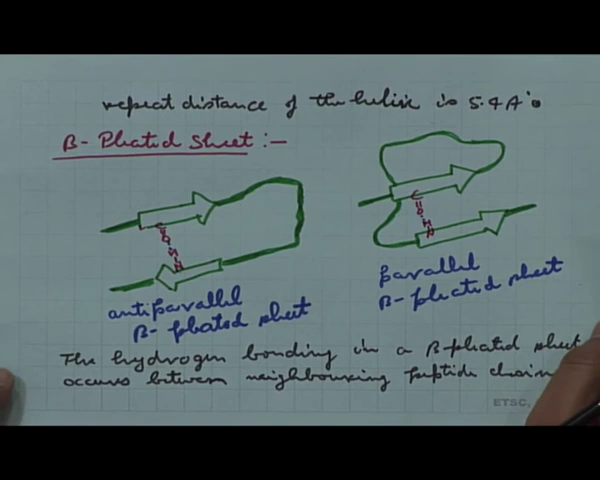 repeat distance of the helix is 5.4 A°
β- Pleated Sheet :-
C
O
H
N
C
O
H
N
antiparallel
β- pleated sheet
parallel
β- pleated sheet
The hydrogen bonding in a β-pleated sheet
occurs between neighbouring peptide chain
ETSC,